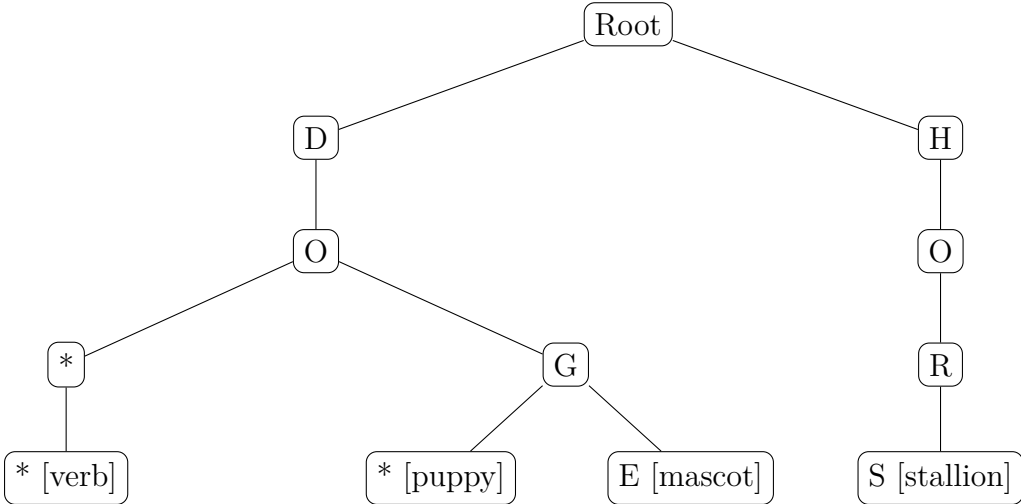 Root
D H
O O
* G R
* [verb] * [puppy] E [mascot] S [stallion]